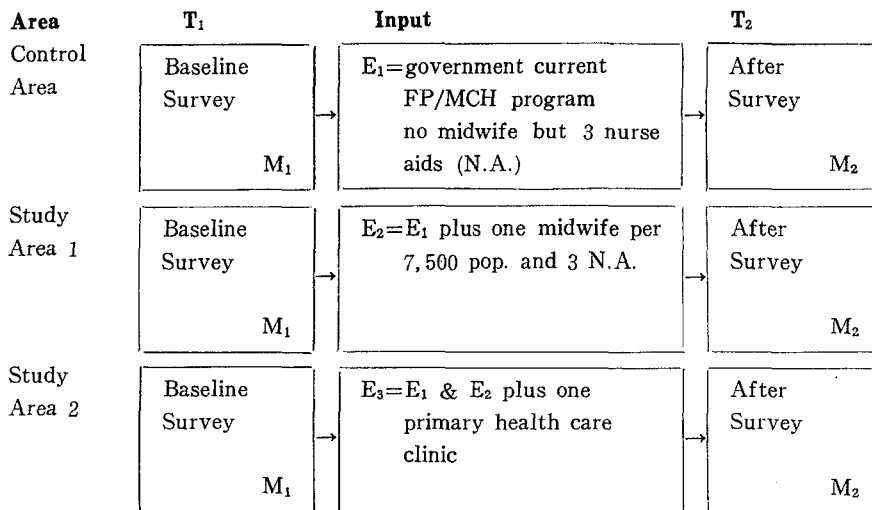 Area T₁ Input T₂
Control Area
Baseline Survey
M₁
→
E₁=government current
FP/MCH program
no midwife but 3 nurse
aids (N.A.)
→
After Survey
M₂
Study Area 1
Baseline Survey
M₁
→
E₂=E₁ plus one midwife per
7,500 pop. and 3 N.A.
→
After Survey
M₂
Study Area 2
Baseline Survey
M₁
→
E₃=E₁ & E₂ plus one
primary health care
clinic
→
After Survey
M₂